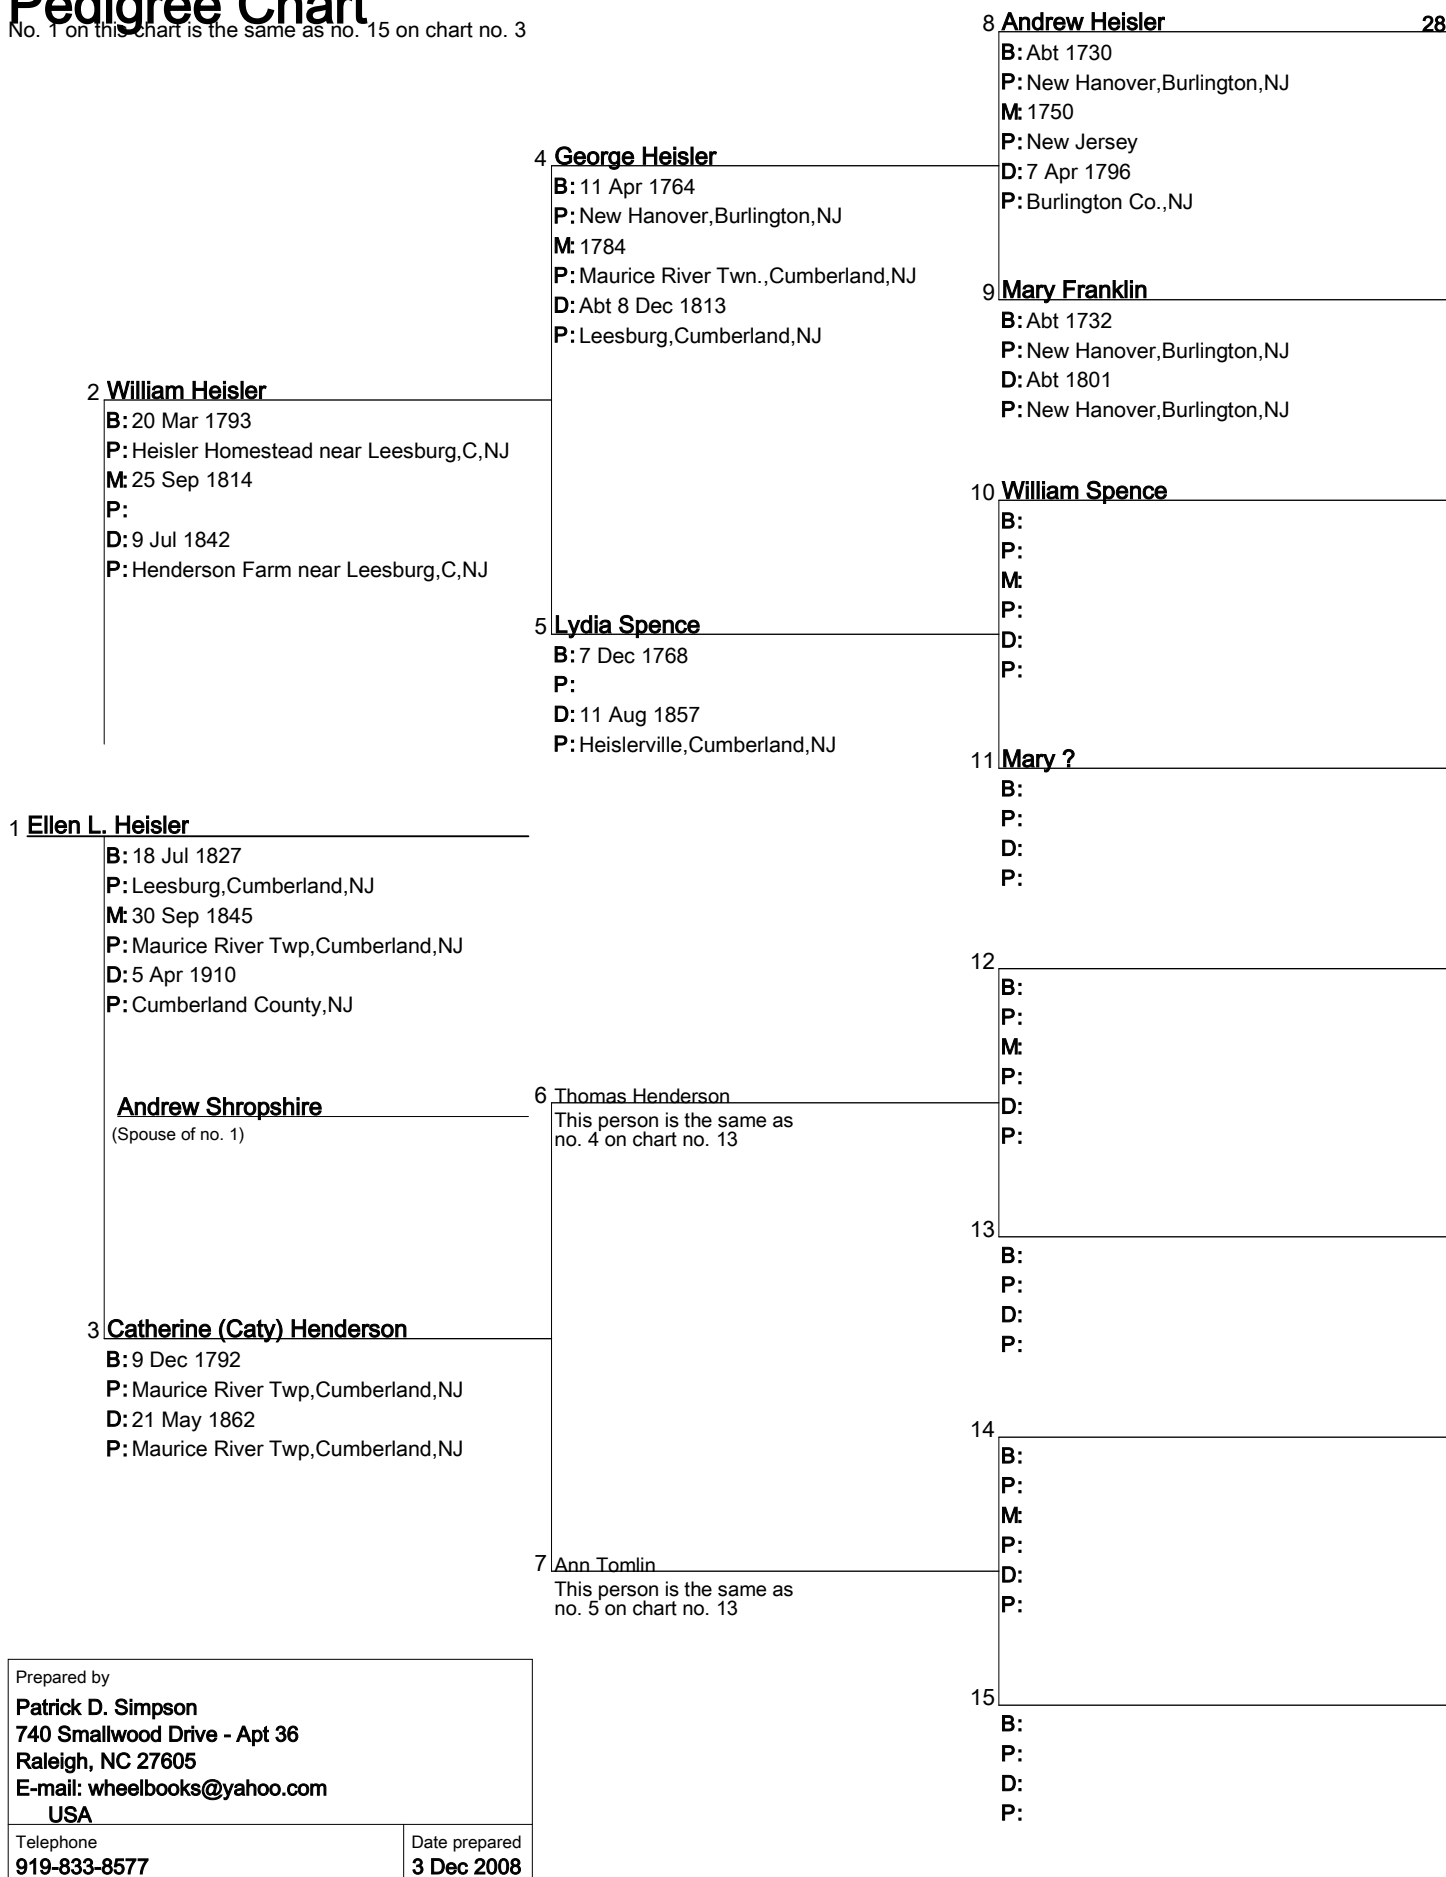 Pedigree Chart
No. 1 on this chart is the same as no. 15 on chart no. 3
8 Andrew Heisler 28
B: Abt 1730
P: New Hanover,Burlington,NJ
M: 1750
P: New Jersey
D: 7 Apr 1796
P: Burlington Co.,NJ
4 George Heisler
B: 11 Apr 1764
P: New Hanover,Burlington,NJ
M: 1784
P: Maurice River Twn.,Cumberland,NJ
D: Abt 8 Dec 1813
P: Leesburg,Cumberland,NJ
9 Mary Franklin
B: Abt 1732
P: New Hanover,Burlington,NJ
D: Abt 1801
P: New Hanover,Burlington,NJ
2 William Heisler
B: 20 Mar 1793
P: Heisler Homestead near Leesburg,C,NJ
M: 25 Sep 1814
P:
D: 9 Jul 1842
P: Henderson Farm near Leesburg,C,NJ
10 William Spence
B:
P:
M:
P:
D:
P:
5 Lydia Spence
B: 7 Dec 1768
P:
D: 11 Aug 1857
P: Heislerville,Cumberland,NJ
11 Mary ?
B:
P:
D:
P:
1 Ellen L. Heisler
B: 18 Jul 1827
P: Leesburg,Cumberland,NJ
M: 30 Sep 1845
P: Maurice River Twp,Cumberland,NJ
D: 5 Apr 1910
P: Cumberland County,NJ
Andrew Shropshire
(Spouse of no. 1)
12
B:
P:
M:
P:
D:
P:
6 Thomas Henderson
This person is the same as
no. 4 on chart no. 13
13
B:
P:
D:
P:
3 Catherine (Caty) Henderson
B: 9 Dec 1792
P: Maurice River Twp,Cumberland,NJ
D: 21 May 1862
P: Maurice River Twp,Cumberland,NJ
14
B:
P:
M:
P:
D:
P:
7 Ann Tomlin
This person is the same as
no. 5 on chart no. 13
15
B:
P:
D:
P:
Prepared by
Patrick D. Simpson
740 Smallwood Drive - Apt 36
Raleigh, NC 27605
E-mail: wheelbooks@yahoo.com
USA
Telephone
919-833-8577
Date prepared
3 Dec 2008